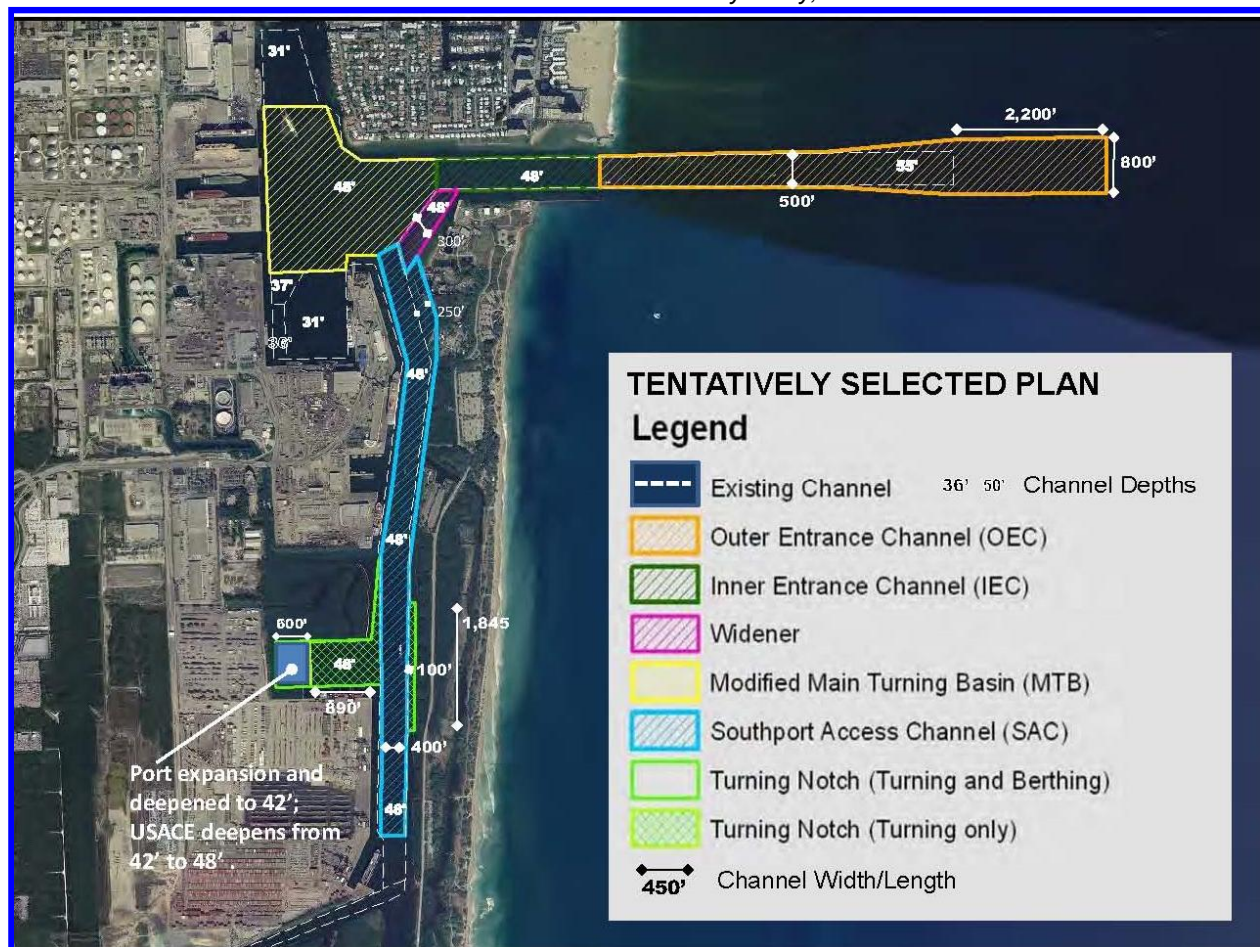 31'
2,200'
55'
800'
500'
48'
48'
48'
300'
37'
31'
36'
250'
48'
48'
600'
1,845
48'
100'
890'
400'
48'
Port expansion and
deepened to 42';
USACE deepens from
42' to 48'.
TENTATIVELY SELECTED PLAN
Legend
Existing Channel 36' 50' Channel Depths
Outer Entrance Channel (OEC)
Inner Entrance Channel (IEC)
Widener
Modified Main Turning Basin (MTB)
Southport Access Channel (SAC)
Turning Notch (Turning and Berthing)
Turning Notch (Turning only)
450' Channel Width/Length